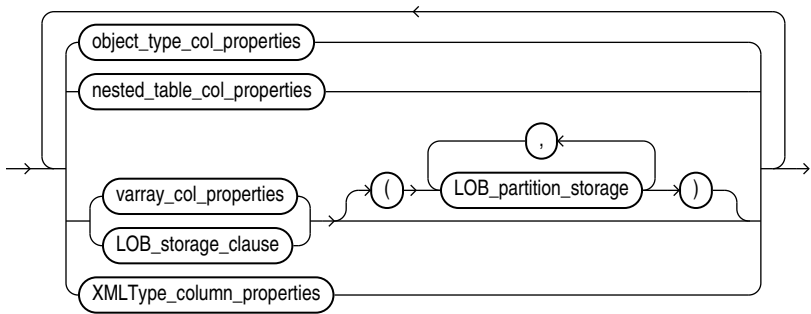 object_type_col_properties
nested_table_col_properties
,
varray_col_properties ( LOB_partition_storage )
LOB_storage_clause
XMLType_column_properties